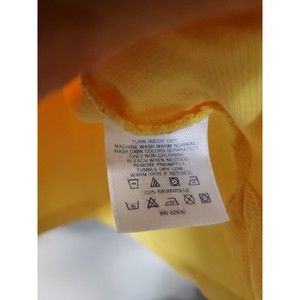 TURN INSIDE OUT
MACHINE WASH WARM NORMAL
WASH DARK COLORS SEPARATELY
ONLY NON-CHLORINE
BLEACH WHEN NEEDED
REMOVE PROMPTLY
TUMBLE DRY LOW
WARM IRON IF NEEDED
100% BAUMWOLLE